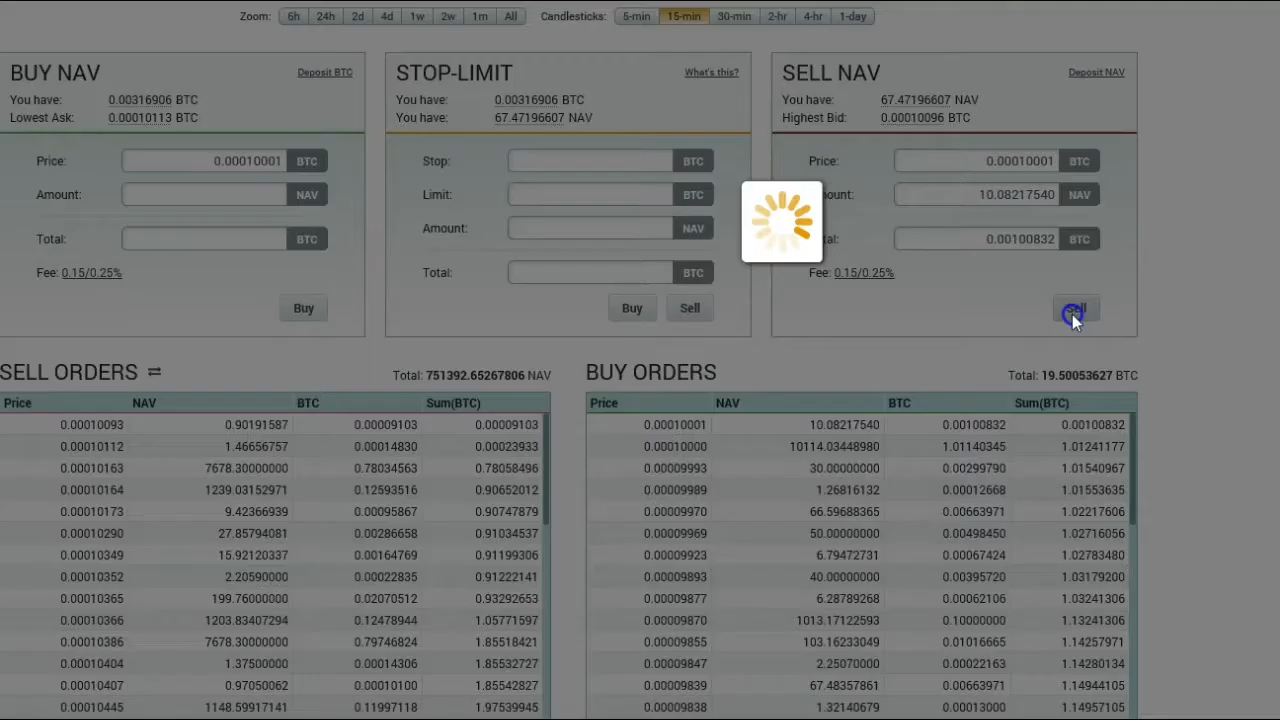 Zoom: 6h 24h 2d 4d 1w 2w 1m All Candlesticks: 5-min 15-min 30-min 2-hr 4-hr 1-day
BUY NAV Deposit BTC
You have: 0.00316906 BTC
Lowest Ask: 0.00010113 BTC
Price: 0.00010001 BTC
Amount: NAV
Total: BTC
Fee: 0.15/0.25%
Buy
STOP-LIMIT What's this?
You have: 0.00316906 BTC
You have: 67.47196607 NAV
Stop: BTC
Limit: BTC
Amount: NAV
Total: BTC
Buy Sell
SELL NAV Deposit NAV
You have: 67.47196607 NAV
Highest Bid: 0.00010096 BTC
Price: 0.00010001 BTC
ount: 10.08217540 NAV
tal: 0.00100832 BTC
Fee: 0.15/0.25%
Sell
SELL ORDERS Total: 751392.65267806 NAV
Price NAV BTC Sum(BTC)
0.00010093 0.90191587 0.00009103 0.00009103
0.00010112 1.46656757 0.00014830 0.00023933
0.00010163 7678.30000000 0.78034563 0.78058496
0.00010164 1239.03152971 0.12593516 0.90652012
0.00010173 9.42366939 0.00095867 0.90747879
0.00010290 27.85794081 0.00286658 0.91034537
0.00010349 15.92120337 0.00164769 0.91199306
0.00010352 2.20590000 0.00022835 0.91222141
0.00010365 199.76000000 0.02070512 0.93292653
0.00010366 1203.83407294 0.12478944 1.05771597
0.00010386 7678.30000000 0.79746824 1.85518421
0.00010404 1.37500000 0.00014306 1.85532727
0.00010407 0.97050062 0.00010100 1.85542827
0.00010445 1148.59917141 0.11997118 1.97539945
BUY ORDERS Total: 19.50053627 BTC
Price NAV BTC Sum(BTC)
0.00010001 10.08217540 0.00100832 0.00100832
0.00010000 10114.03448980 1.01140345 1.01241177
0.00009993 30.00000000 0.00299790 1.01540967
0.00009989 1.26816132 0.00012668 1.01553635
0.00009970 66.59688365 0.00663971 1.02217606
0.00009969 50.00000000 0.00498450 1.02716056
0.00009923 6.79472731 0.00067424 1.02783480
0.00009893 40.00000000 0.00395720 1.03179200
0.00009877 6.28789268 0.00062106 1.03241306
0.00009870 1013.17122593 0.10000000 1.13241306
0.00009855 103.16233049 0.01016665 1.14257971
0.00009847 2.25070000 0.00022163 1.14280134
0.00009839 67.48357861 0.00663971 1.14944105
0.00009838 1.32140679 0.00013000 1.14957105